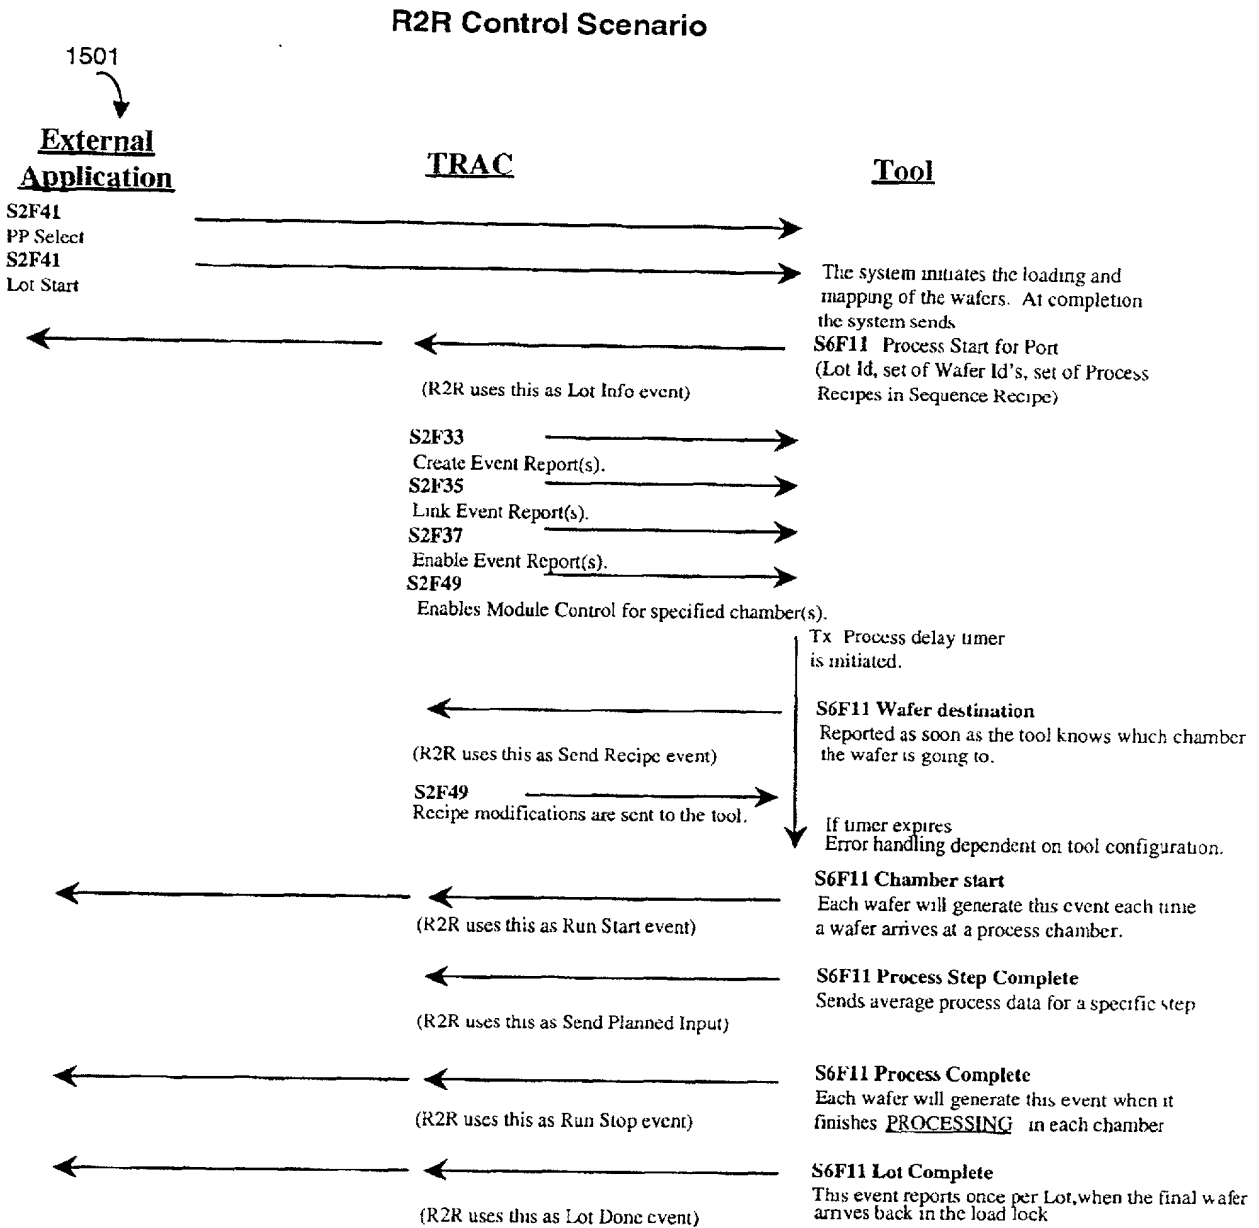 R2R Control Scenario
1501
External
Application
TRAC
Tool
S2F41
PP Select
S2F41
Lot Start
The system initiates the loading and
mapping of the wafers. At completion
the system sends
S6F11 Process Start for Port
(Lot Id, set of Wafer Id's, set of Process
Recipes in Sequence Recipe)
(R2R uses this as Lot Info event)
S2F33
Create Event Report(s).
S2F35
Link Event Report(s).
S2F37
Enable Event Report(s).
S2F49
Enables Module Control for specified chamber(s).
Tx Process delay timer
is initiated.
S6F11 Wafer destination
Reported as soon as the tool knows which chamber
the wafer is going to.
(R2R uses this as Send Recipe event)
S2F49
Recipe modifications are sent to the tool.
If timer expires
Error handling dependent on tool configuration.
S6F11 Chamber start
Each wafer will generate this event each time
a wafer arrives at a process chamber.
(R2R uses this as Run Start event)
S6F11 Process Step Complete
Sends average process data for a specific step
(R2R uses this as Send Planned Input)
S6F11 Process Complete
Each wafer will generate this event when it
finishes PROCESSING in each chamber
(R2R uses this as Run Stop event)
S6F11 Lot Complete
This event reports once per Lot,when the final wafer
arrives back in the load lock
(R2R uses this as Lot Done event)